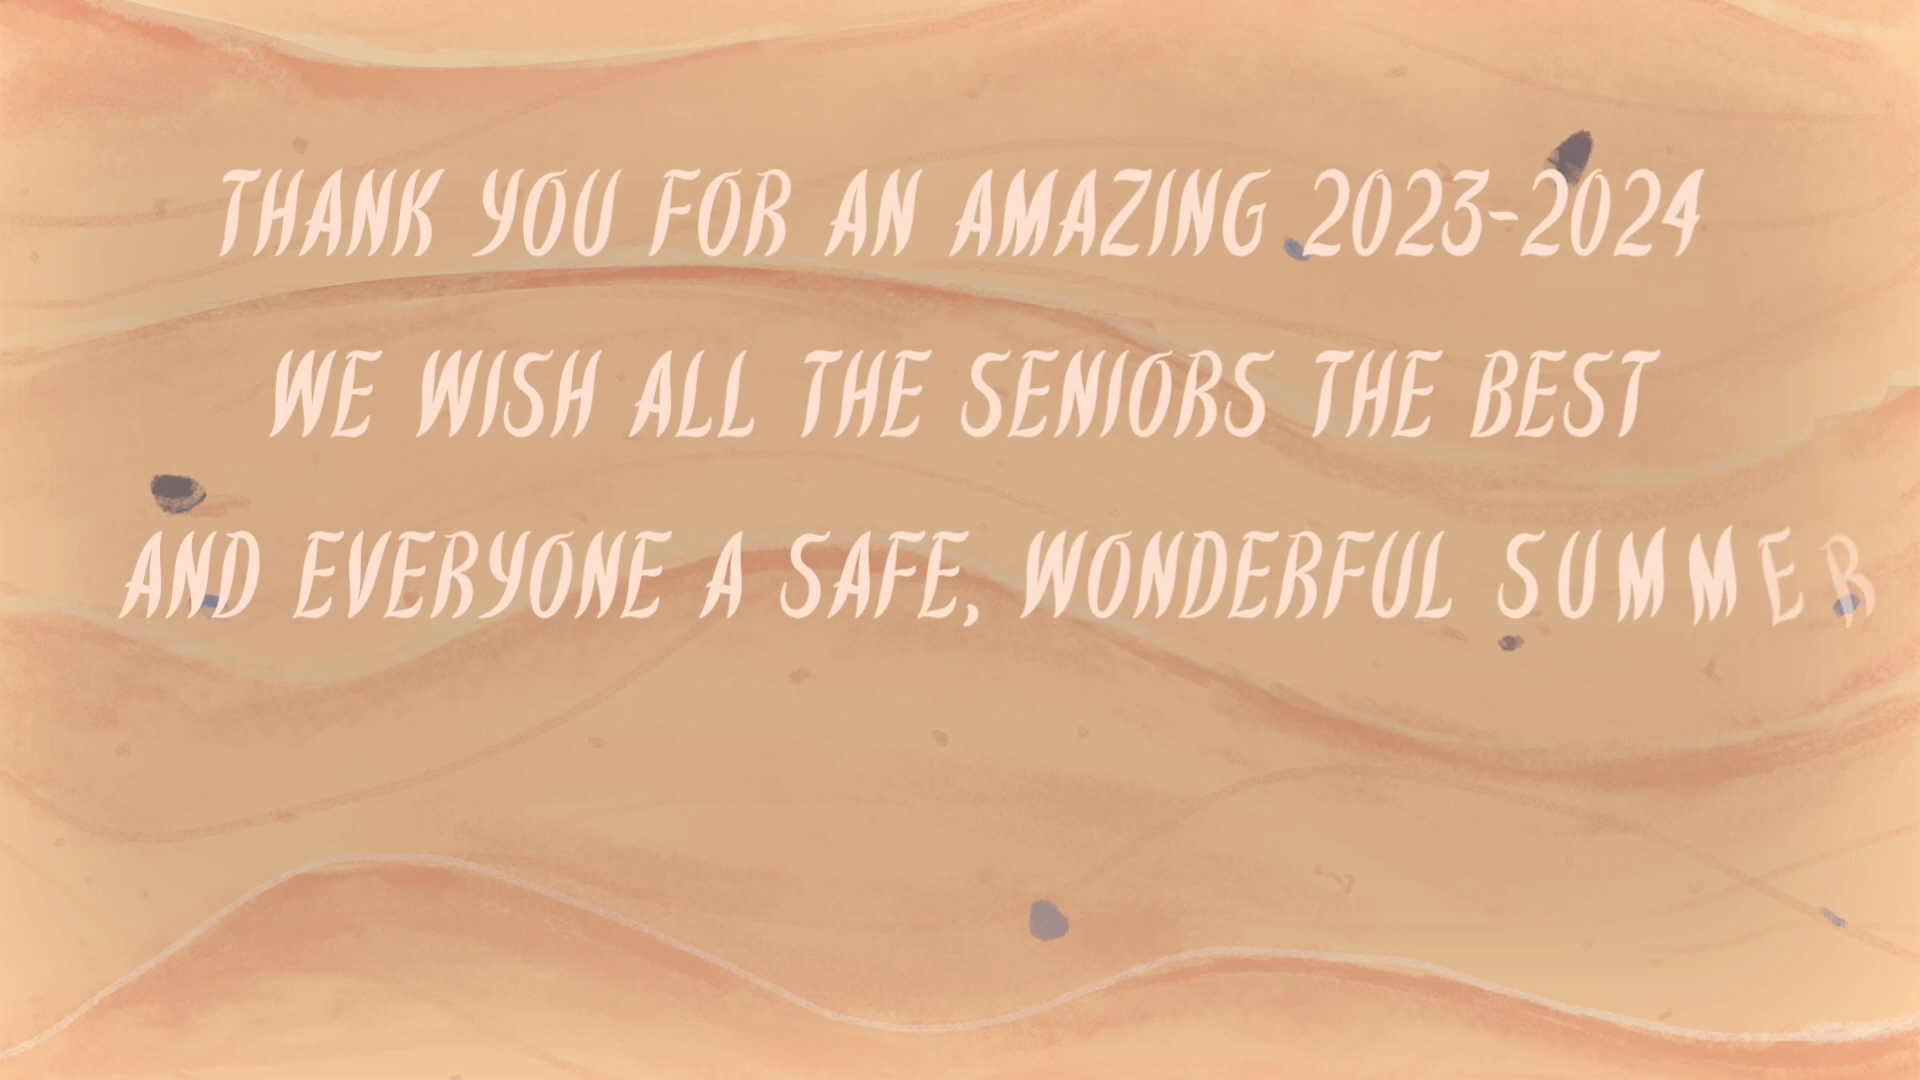 THANK YOU FOR AN AMAZING 2023-2024
WE WISH ALL THE SENIORS THE BEST
AND EVERYONE A SAFE, WONDERFUL SUMMER